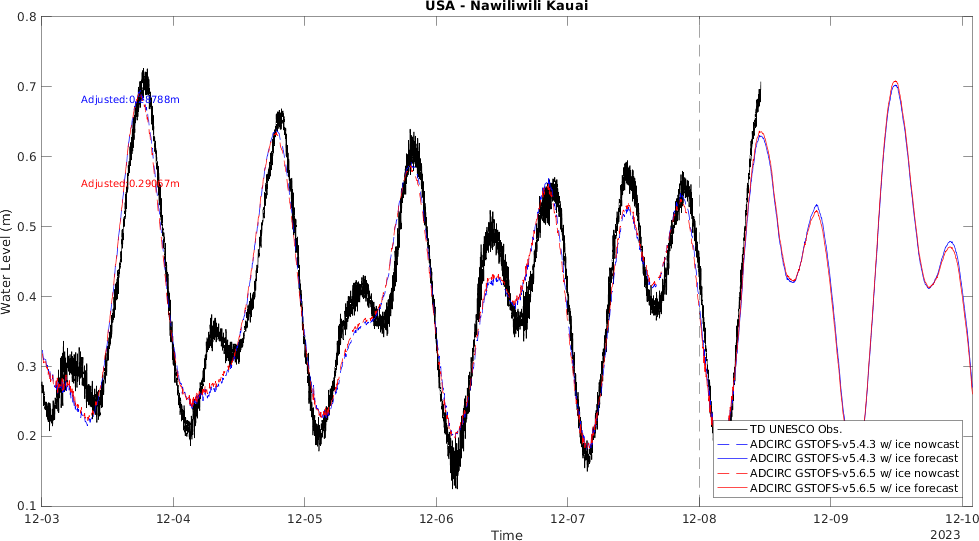 USA - Nawiliwili Kauai
0.8
0.7
0.6
0.5
0.4
0.3
0.2
0.1
Water Level (m)
Adjusted:0.28788m
Adjusted:0.29057m
TD UNESCO Obs.
ADCIRC GSTOFS-v5.4.3 w/ ice nowcast
ADCIRC GSTOFS-v5.4.3 w/ ice forecast
ADCIRC GSTOFS-v5.6.5 w/ ice nowcast
ADCIRC GSTOFS-v5.6.5 w/ ice forecast
12-03 12-04 12-05 12-06 12-07 12-08 12-09 12-10
Time
2023